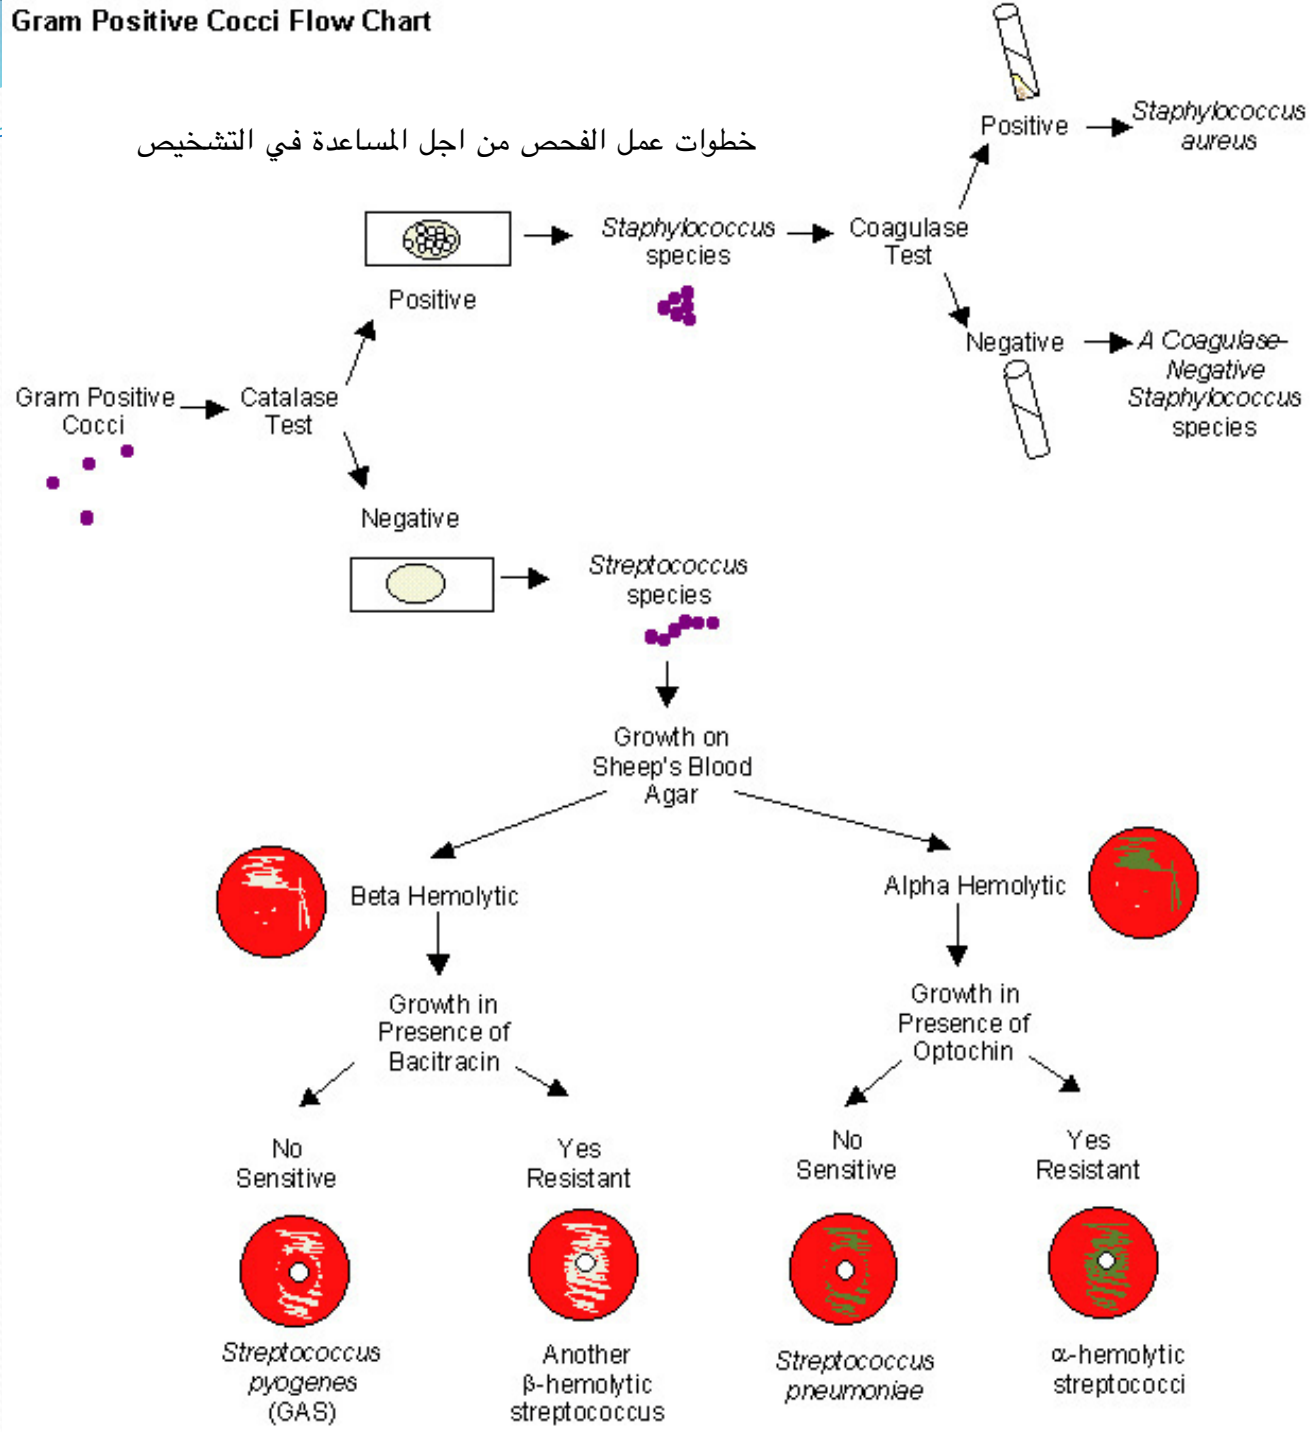 Gram Positive Cocci Flow Chart
خطوات عمل الفحص من اجل المساعدة في التشخيص
Positive
Staphylococcus
aureus
Staphylococcus
species
Coagulase
Test
Positive
Negative
A Coagulase-
Negative
Staphylococcus
species
Gram Positive
Cocci
Catalase
Test
Negative
Streptococcus
species
Growth on
Sheep's Blood
Agar
Beta Hemolytic
Alpha Hemolytic
Growth in
Presence of
Bacitracin
Growth in
Presence of
Optochin
No
Sensitive
Yes
Resistant
No
Sensitive
Yes
Resistant
Streptococcus
pyogenes
(GAS)
Another
β-hemolytic
streptococcus
Streptococcus
pneumoniae
α-hemolytic
streptococci